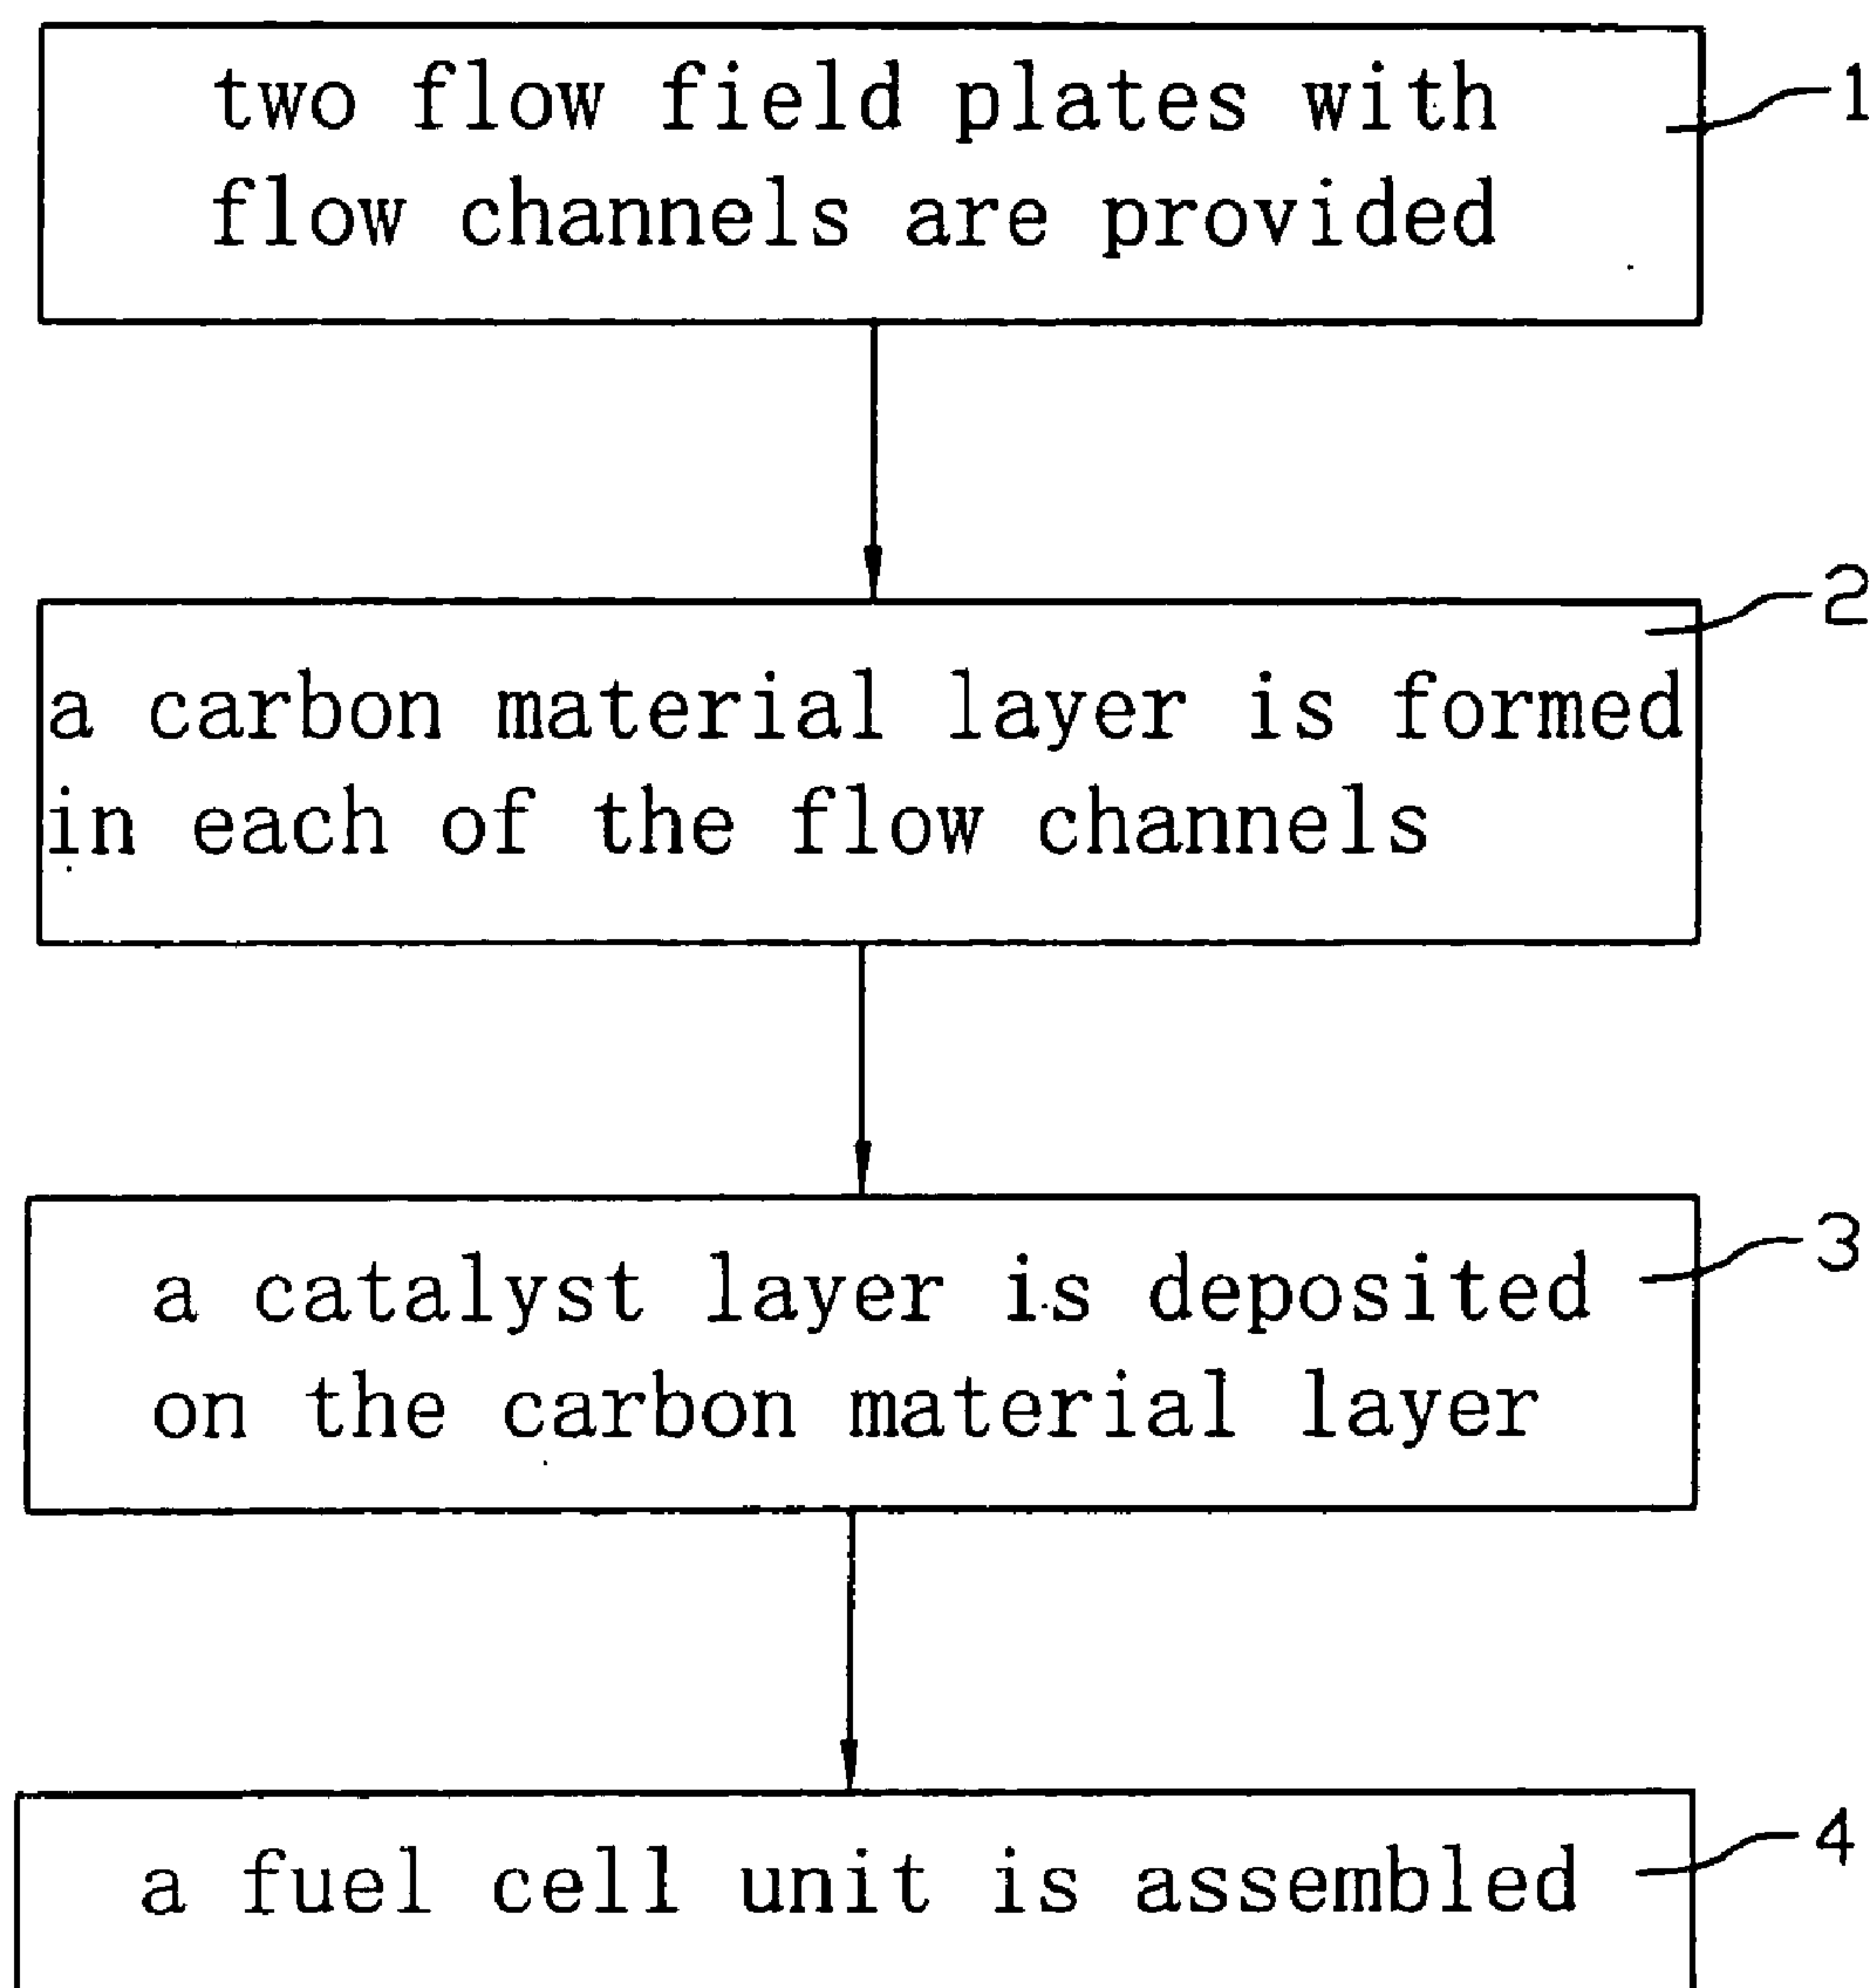 two flow field plates with
flow channels are provided
1
a carbon material layer is formed
in each of the flow channels
2
a catalyst layer is deposited
on the carbon material layer
3
a fuel cell unit is assembled
4